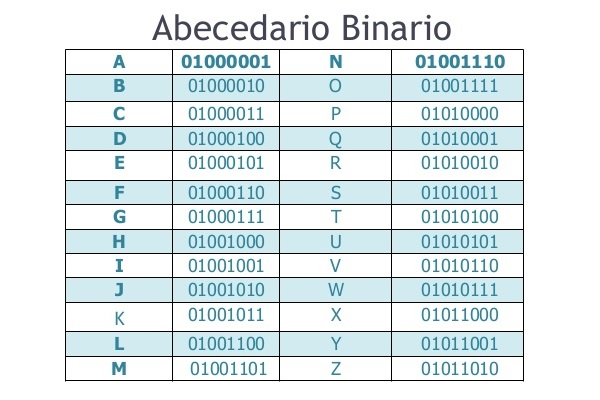 Abecedario Binario
A 01000001 N 01001110
B 01000010 O 01001111
C 01000011 P 01010000
D 01000100 Q 01010001
E 01000101 R 01010010
F 01000110 S 01010011
G 01000111 T 01010100
H 01001000 U 01010101
I 01001001 V 01010110
J 01001010 W 01010111
K 01001011 X 01011000
L 01001100 Y 01011001
M 01001101 Z 01011010